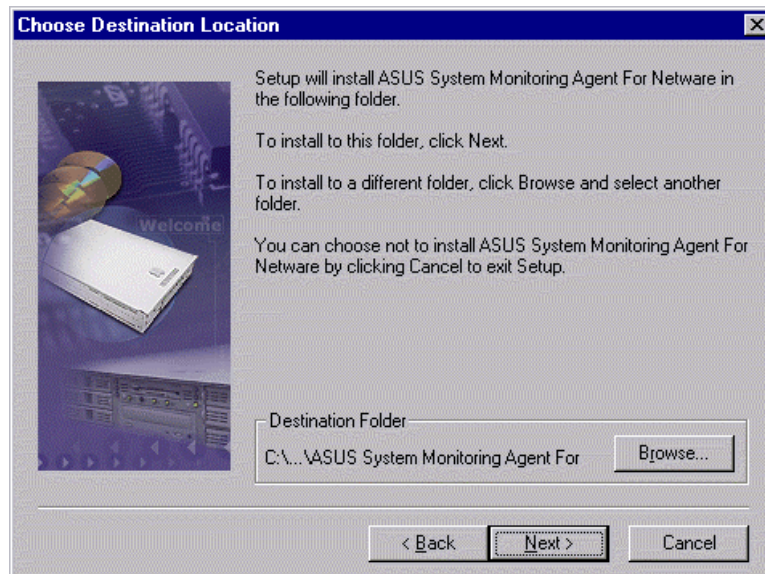 Choose Destination Location
Setup will install ASUS System Monitoring Agent For Netware in
the following folder.
To install to this folder, click Next.
To install to a different folder, click Browse and select another
folder.
You can choose not to install ASUS System Monitoring Agent For
Netware by clicking Cancel to exit Setup.
Welcome
Destination Folder
C:\...\ASUS System Monitoring Agent For
Browse...
< Back
Next >
Cancel